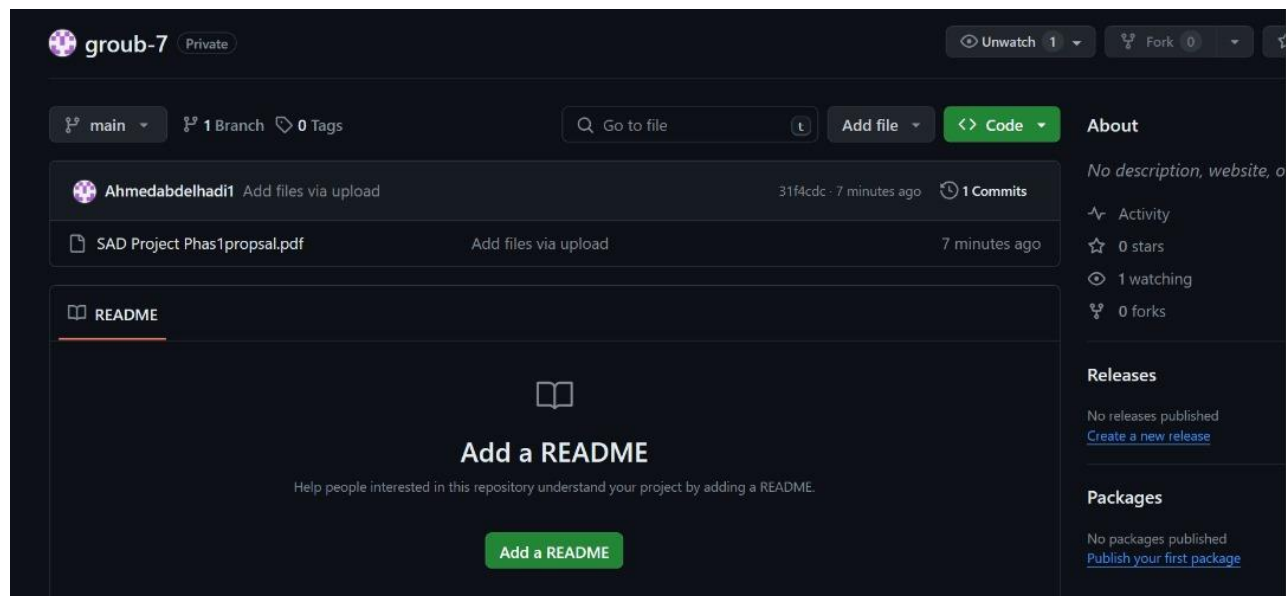 groub-7 Private
Unwatch 1 Fork 0
main 1 Branch 0 Tags Go to file t Add file Code
Ahmedabdelhadi1 Add files via upload 31f4cdc · 7 minutes ago 1 Commits
SAD Project Phas1propsal.pdf Add files via upload 7 minutes ago
README
Add a README
Help people interested in this repository understand your project by adding a README.
Add a README
About
No description, website, o
Activity
0 stars
1 watching
0 forks
Releases
No releases published
Create a new release
Packages
No packages published
Publish your first package